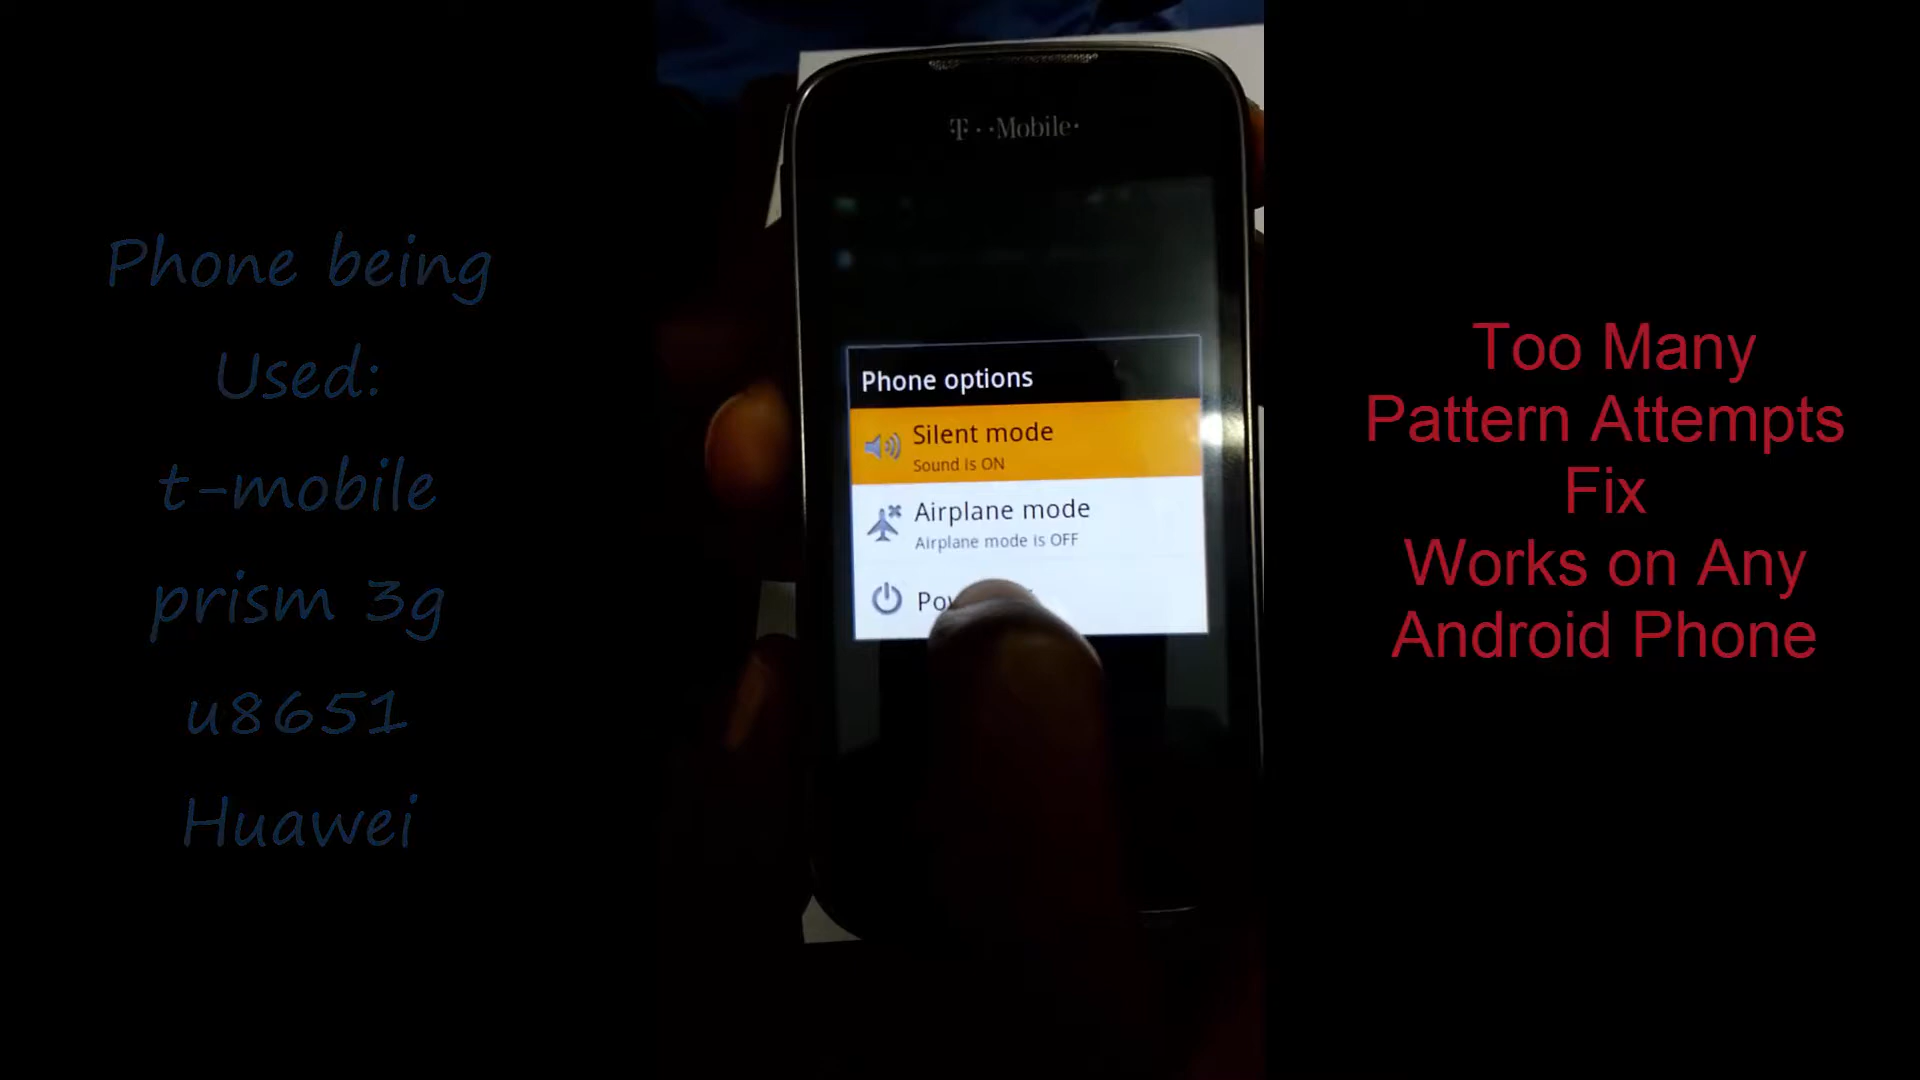 Phone being
Used:
t-mobile
prism 3g
u8651
Huawei
T··Mobile·
Phone options
Silent mode
Sound is ON
Airplane mode
Airplane mode is OFF
Too Many
Pattern Attempts
Fix
Works on Any
Android Phone